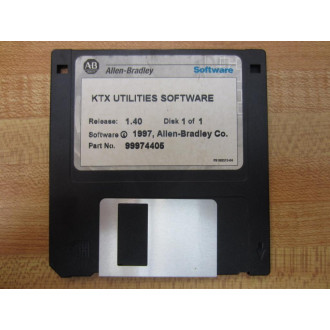 AB Allen-Bradley Software
KTX UTILITIES SOFTWARE
Release: 1.40 Disk 1 of 1
Software ℗ 1997, Allen-Bradley Co.
Part No. 99974405